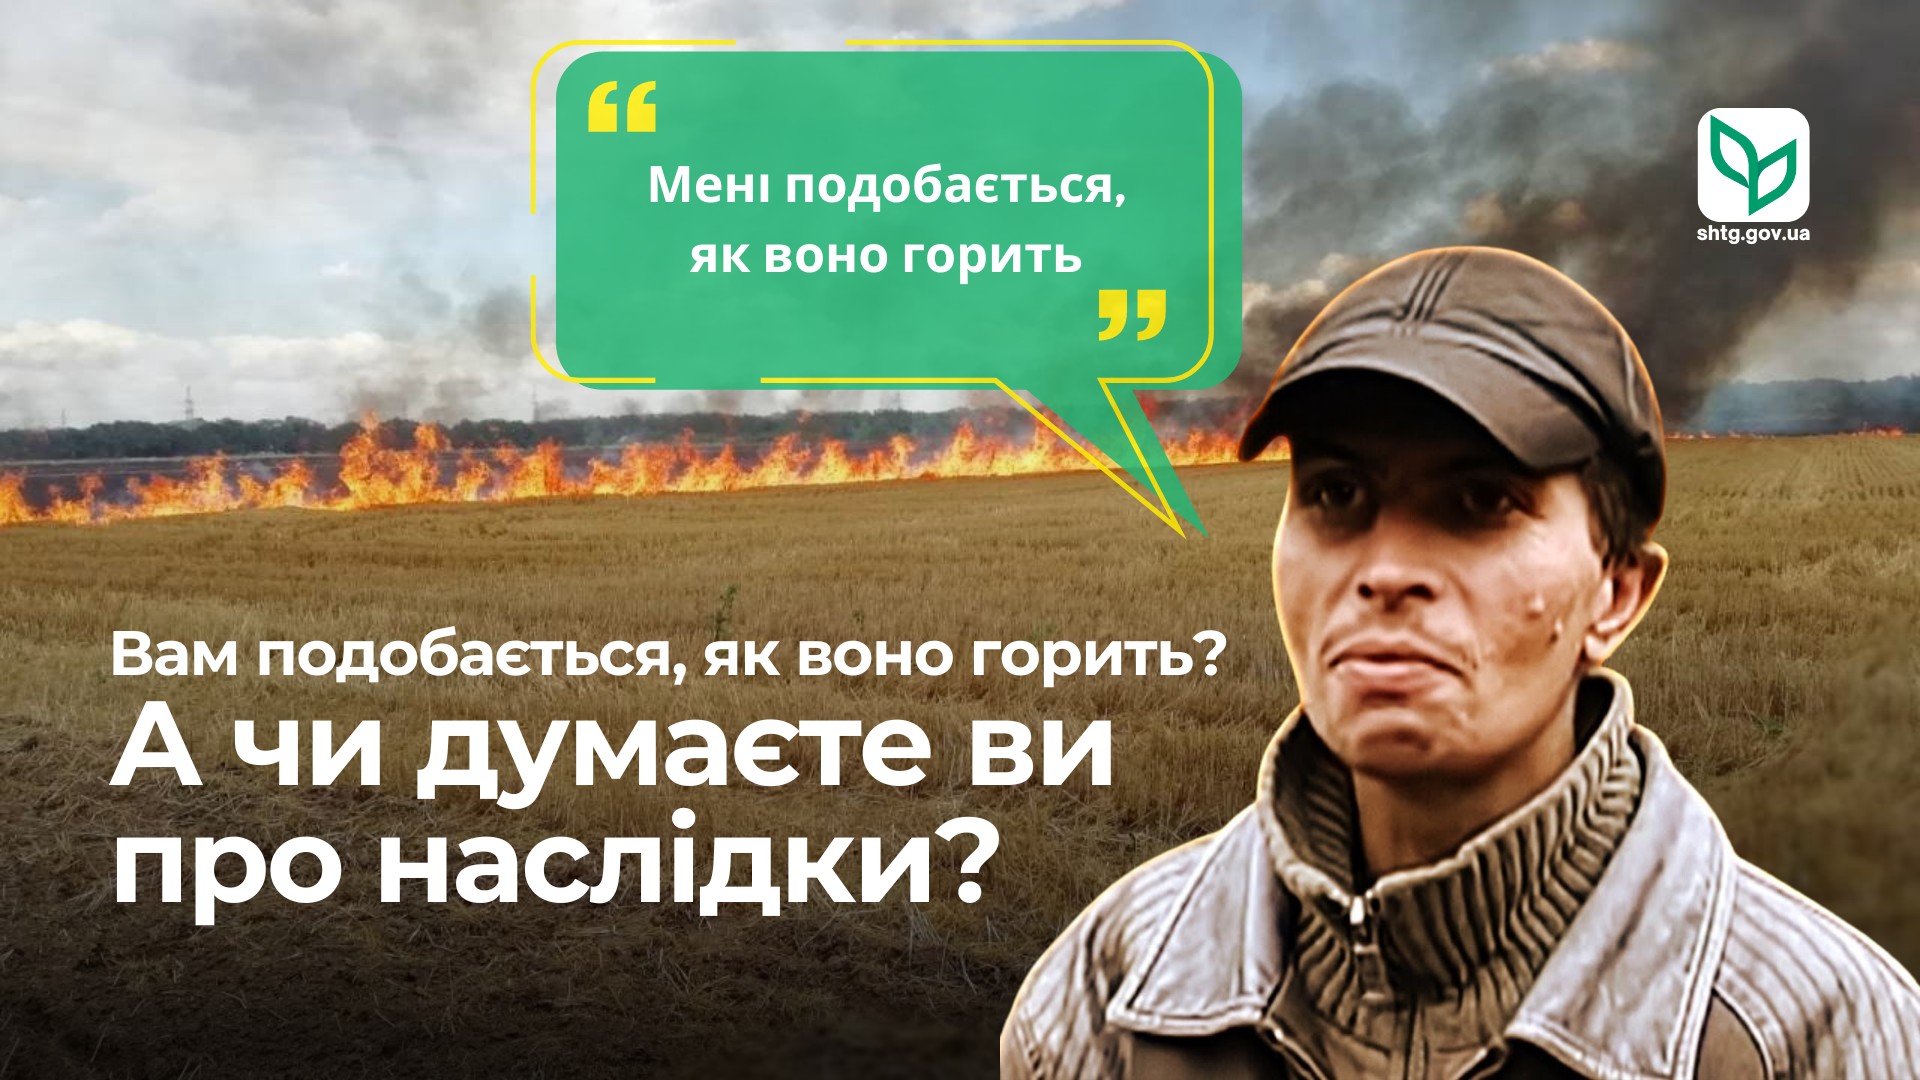 “
Мені подобається,
як воно горить
”
shtg.gov.ua
Вам подобається, як воно горить?
А чи думаєте ви
про наслідки?